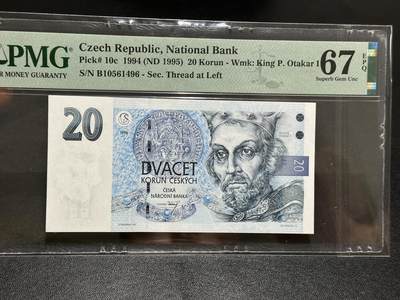 PMG
PAPER MONEY GUARANTY
Czech Republic, National Bank
Pick# 10c 1994 (ND 1995) 20 Korun - Wmk: King P. Otakar I
S/N B10561496 - Sec. Thread at Left
67 EPQ
Superb Gem Unc
20
DVACET
KORUN ČESKÝCH
ČESKÁ
NÁRODNÍ BANKA
20